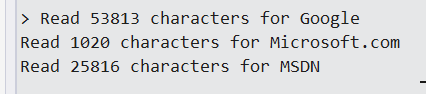 > Read 53813 characters for Google
Read 1020 characters for Microsoft.com
Read 25816 characters for MSDN